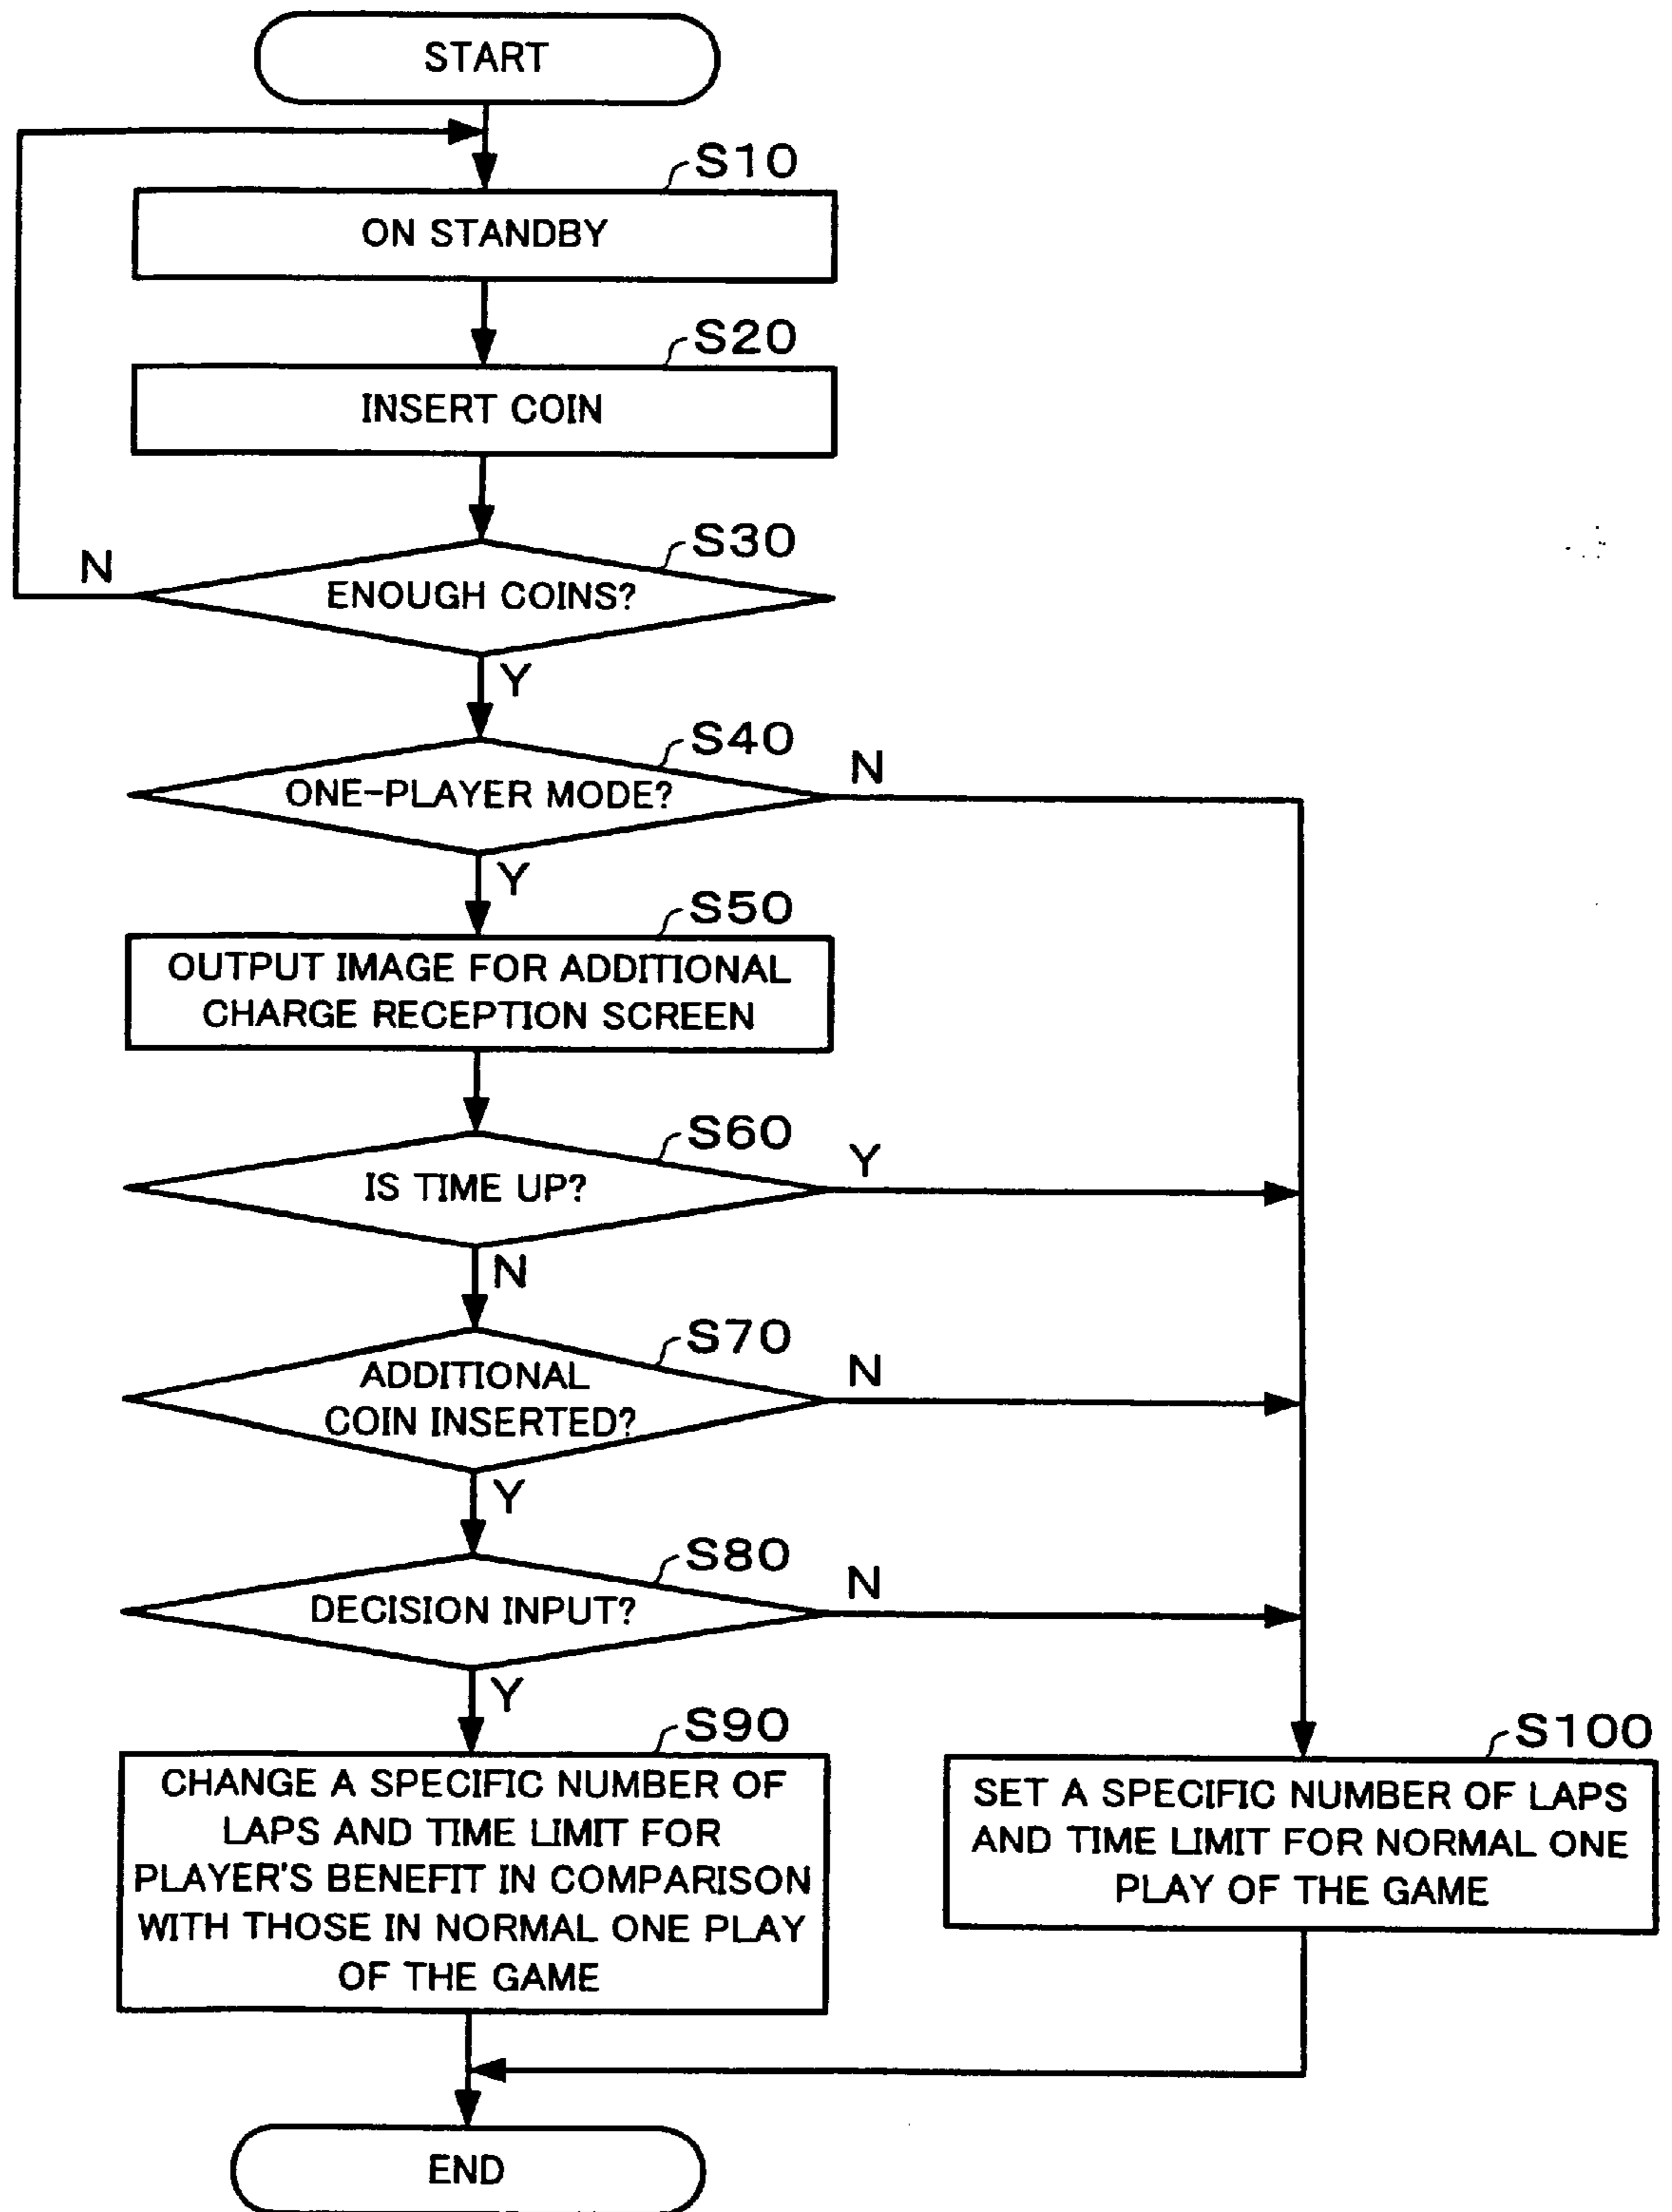 START
S10
ON STANDBY
S20
INSERT COIN
S30
N
ENOUGH COINS?
Y
S40
N
ONE-PLAYER MODE?
Y
S50
OUTPUT IMAGE FOR ADDITIONAL
CHARGE RECEPTION SCREEN
S60
Y
IS TIME UP?
N
S70
N
ADDITIONAL
COIN INSERTED?
Y
S80
N
DECISION INPUT?
Y
S90
CHANGE A SPECIFIC NUMBER OF
LAPS AND TIME LIMIT FOR
PLAYER'S BENEFIT IN COMPARISON
WITH THOSE IN NORMAL ONE PLAY
OF THE GAME
S100
SET A SPECIFIC NUMBER OF LAPS
AND TIME LIMIT FOR NORMAL ONE
PLAY OF THE GAME
END